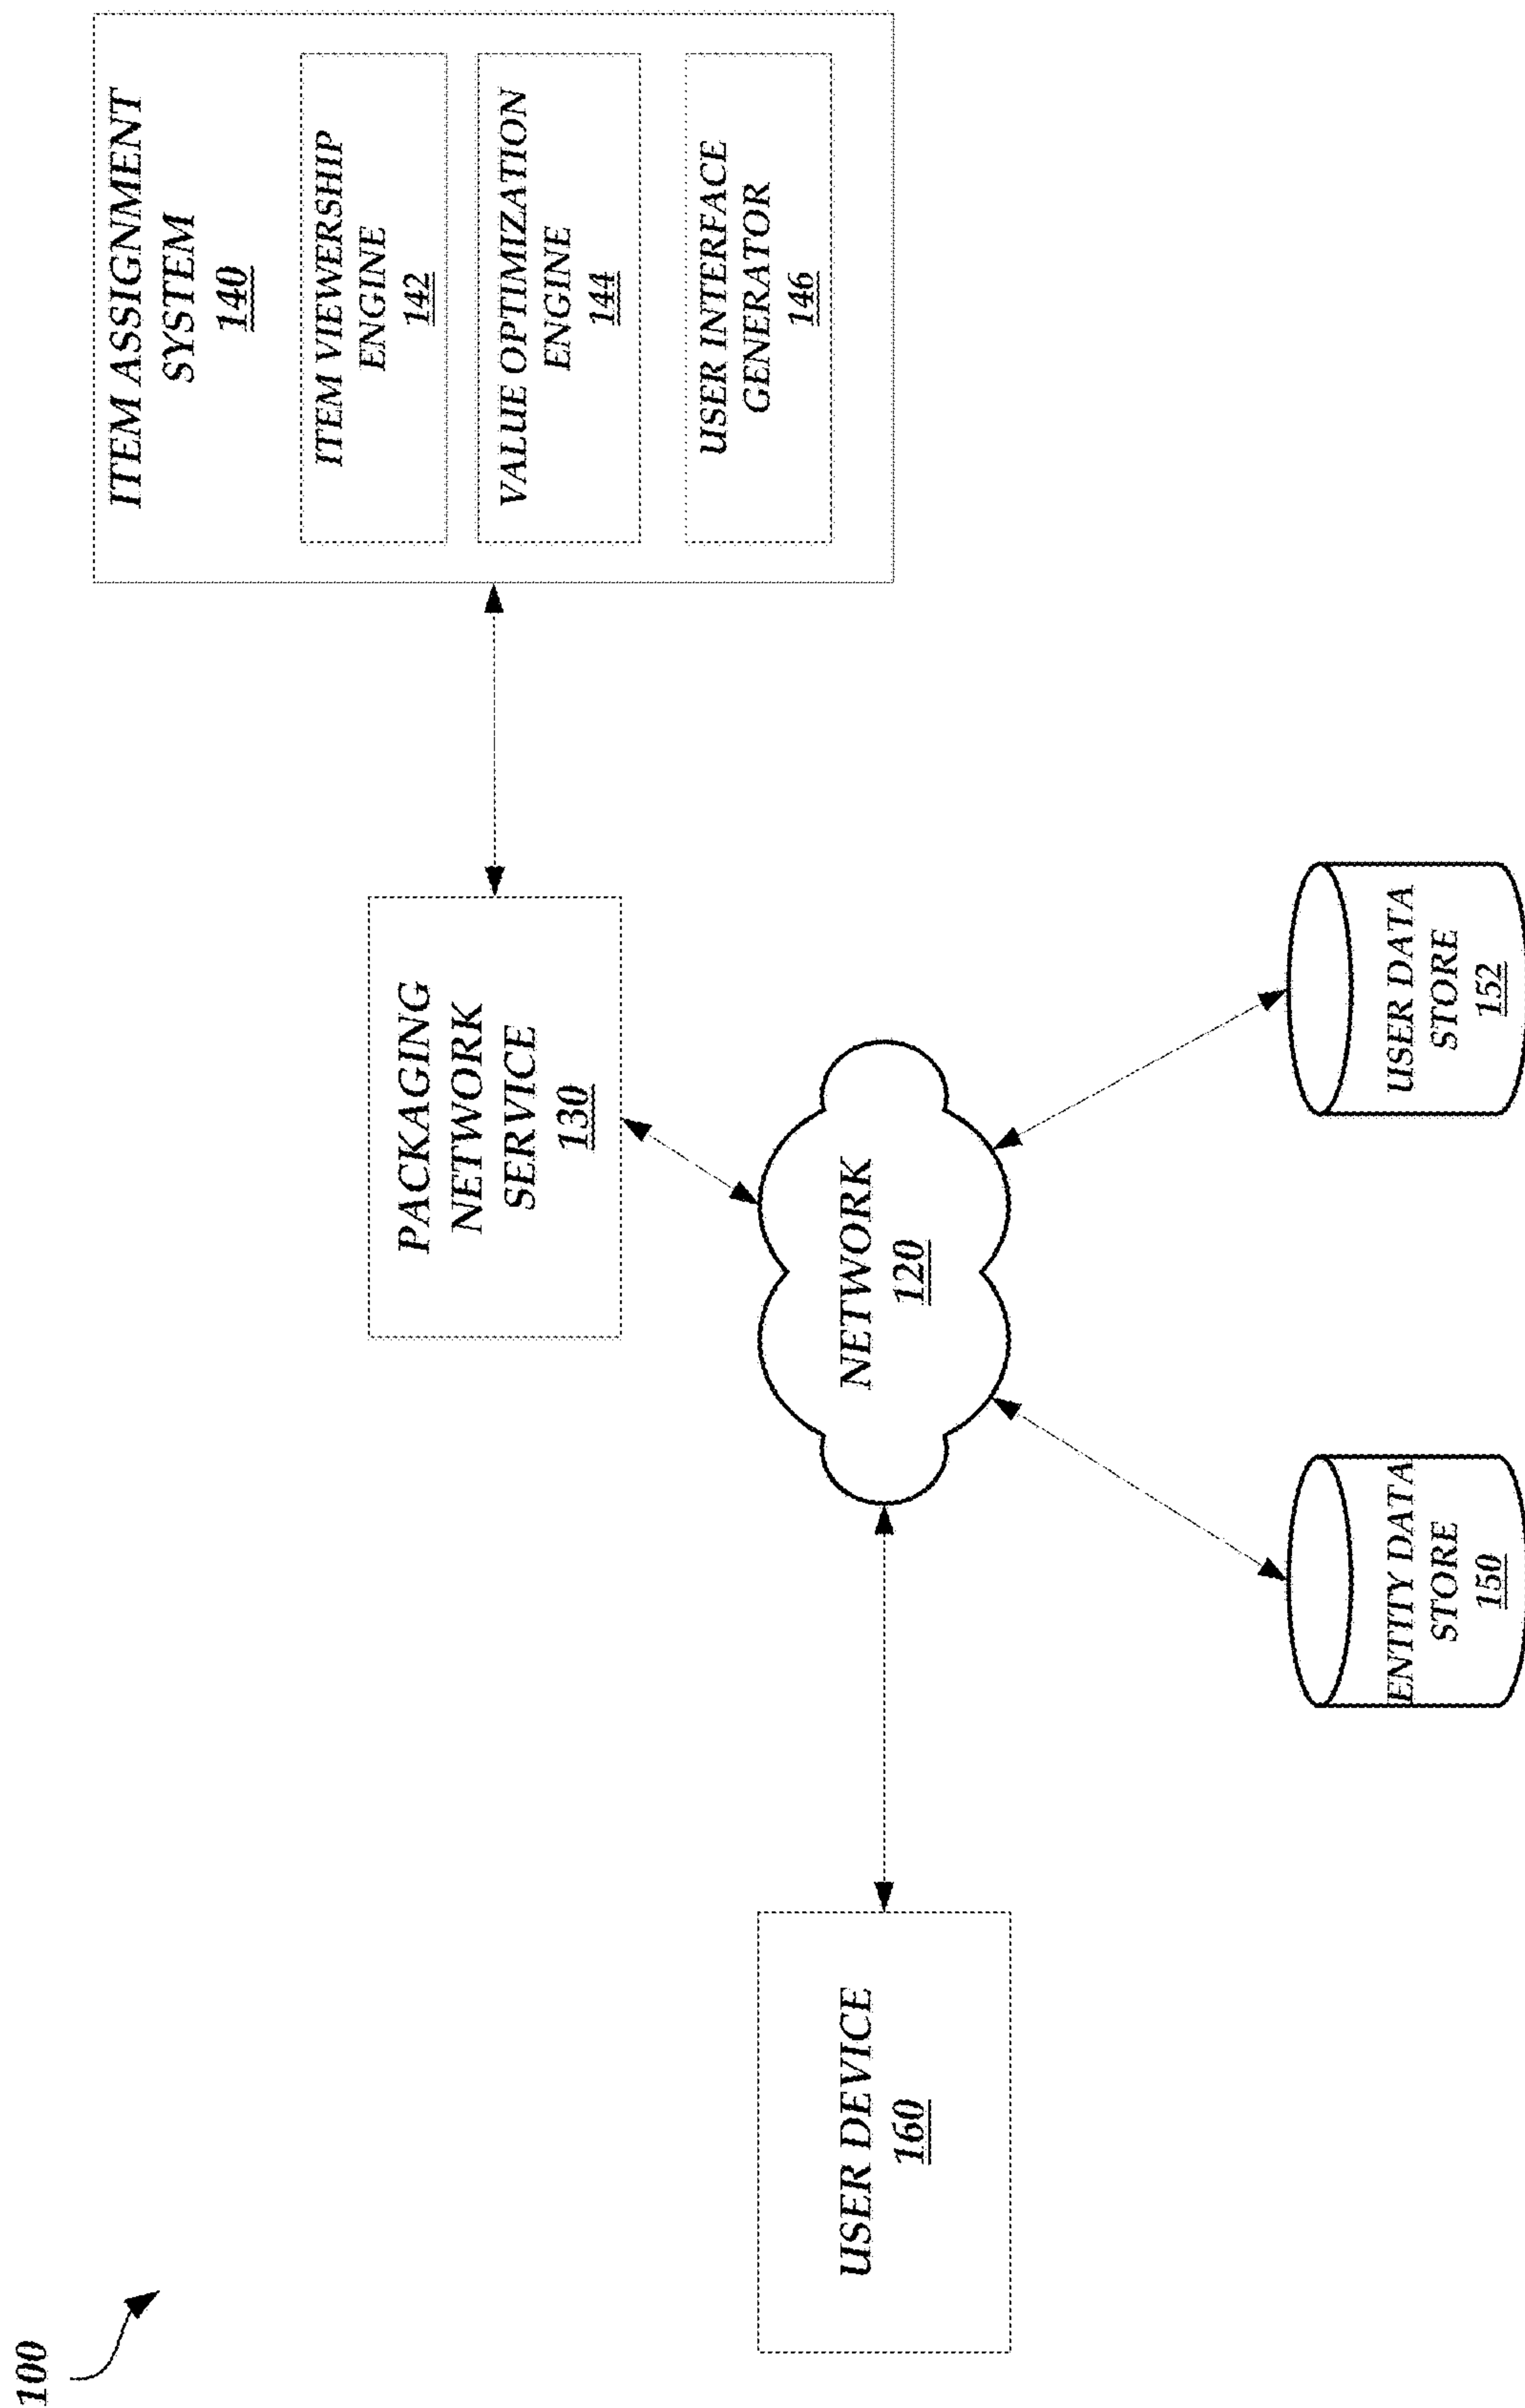 100
ITEM ASSIGNMENT
SYSTEM
140
ITEM VIEWERSHIP
ENGINE
142
VALUE OPTIMIZATION
ENGINE
144
USER INTERFACE
GENERATOR
146
PACKAGING
NETWORK
SERVICE
130
USER DEVICE
160
NETWORK
120
ENTITY DATA
STORE
150
USER DATA
STORE
152